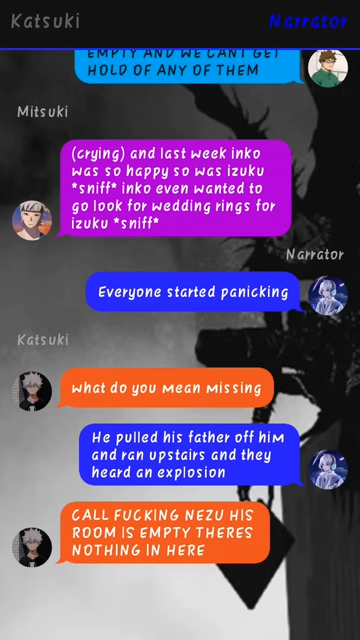 Katsuki
Narrator
EMPTY AND WE CANT GET
HOLD OF ANY OF THEM
Mitsuki
(crying) and last week inko
was so happy so was izuku
*sniff* inko even wanted to
go look for wedding rings for
izuku *sniff*
Narrator
Everyone started panicking
Katsuki
What do you mean missing
He pulled his father off him
and ran upstairs and they
heard an explosion
CALL FUCKING NEZU HIS
ROOM IS EMPTY THERES
NOTHING IN HERE